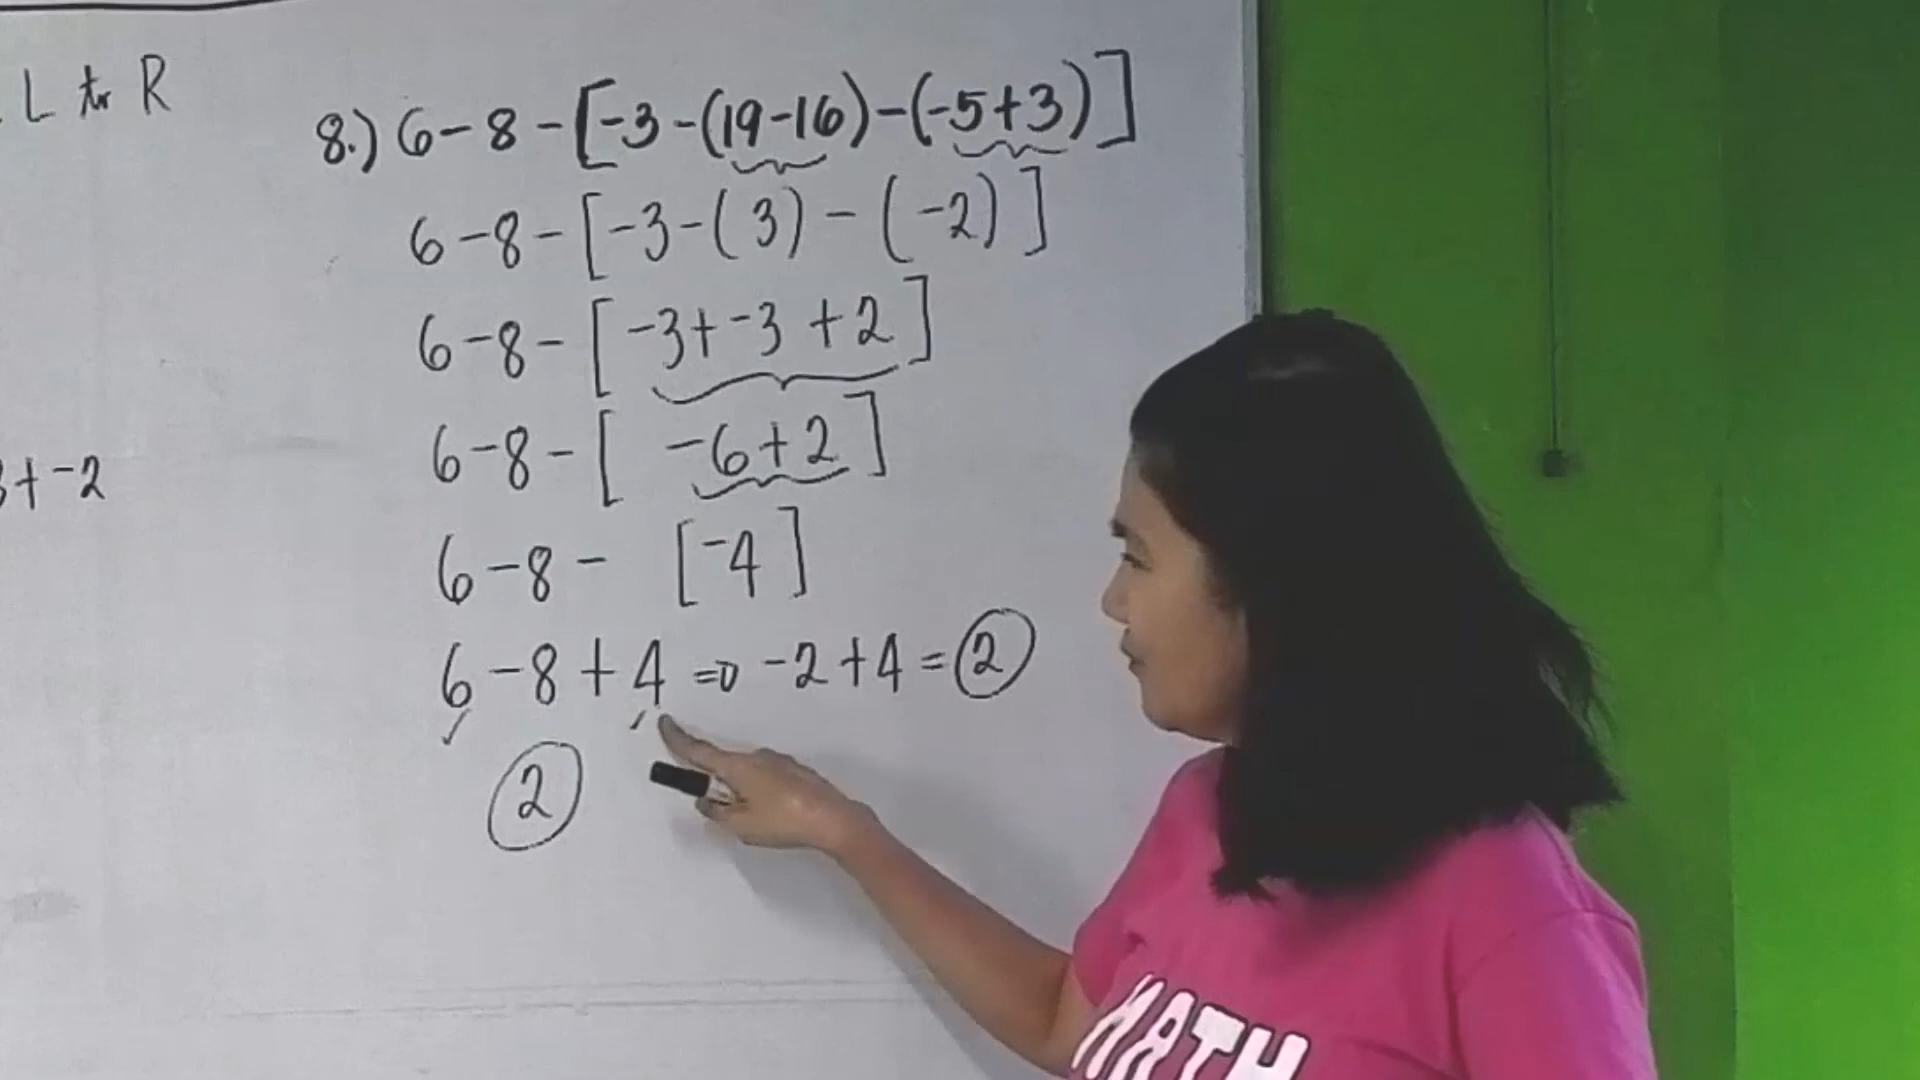 L to R
8.) 6-8-[-3-(19-16)-(-5+3)]
6-8-[-3-(3)-(-2)]
6-8-[-3+-3+2]
6-8-[-6+2]
+-2
6-8-[-4]
6-8+4 => -2+4=2
2
MATH